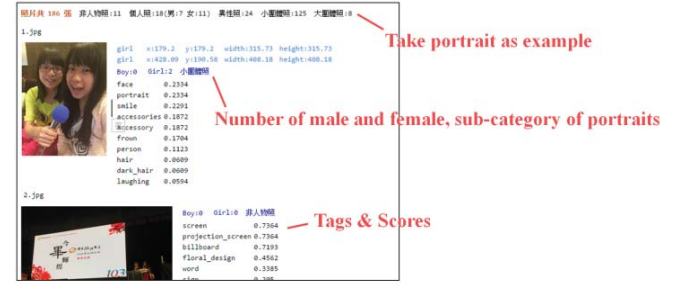 照片共 186 張 非人物照:11 個人照:18(男:7 女:11) 異性照:24 小團體照:125 大團體照:8
Take portrait as example
1.jpg
girl x:179.2 y:179.2 width:315.73 height:315.73
girl x:428.09 y:190.58 width:408.18 height:408.18
Boy:0 Girl:2 小團體照
face 0.2334
portrait 0.2334
smile 0.2291
accessories 0.1872
accessory 0.1872
frown 0.1704
person 0.1123
hair 0.0609
dark_hair 0.0609
laughing 0.0594
Number of male and female, sub-category of portraits
2.jpg
Boy:0 Girl:0 非人物照
screen 0.7364
projection_screen 0.7364
billboard 0.7193
floral_design 0.4562
word 0.3385
Tags & Scores
今
畢
103